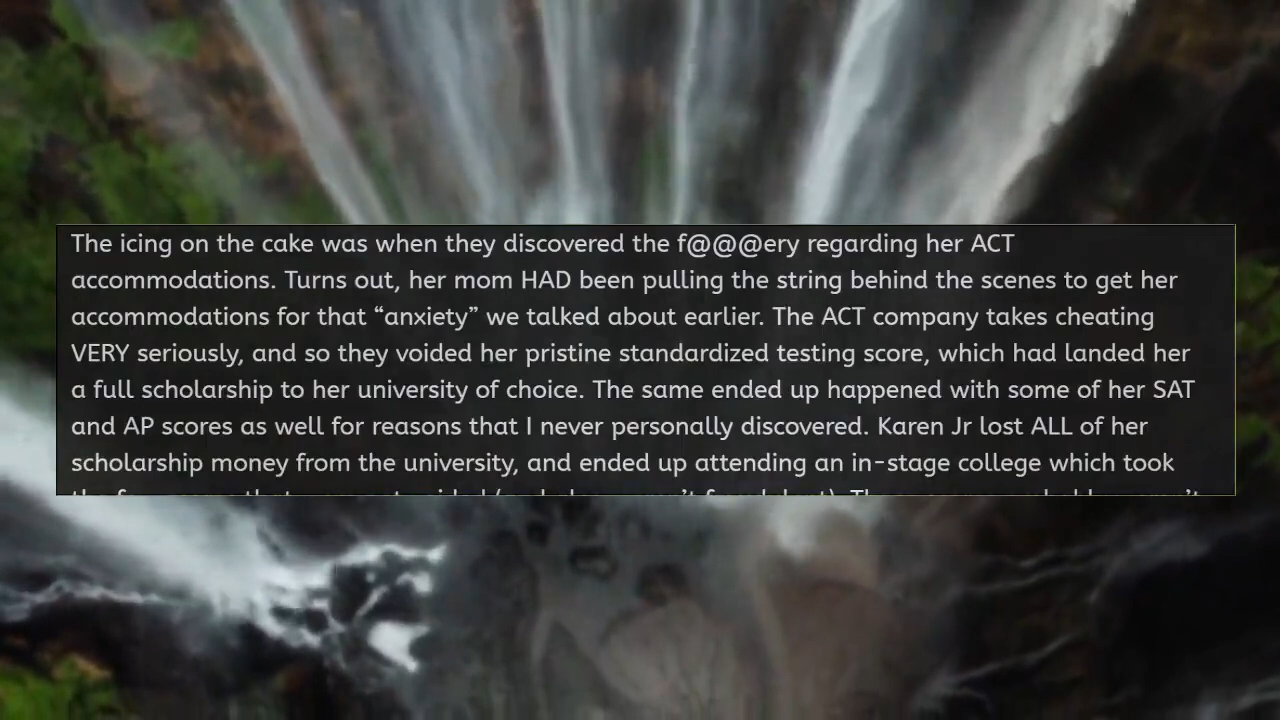 The icing on the cake was when they discovered the f@@@ery regarding her ACT
accommodations. Turns out, her mom HAD been pulling the string behind the scenes to get her
accommodations for that “anxiety” we talked about earlier. The ACT company takes cheating
VERY seriously, and so they voided her pristine standardized testing score, which had landed her
a full scholarship to her university of choice. The same ended up happened with some of her SAT
and AP scores as well for reasons that I never personally discovered. Karen Jr lost ALL of her
scholarship money from the university, and ended up attending an in-stage college which took